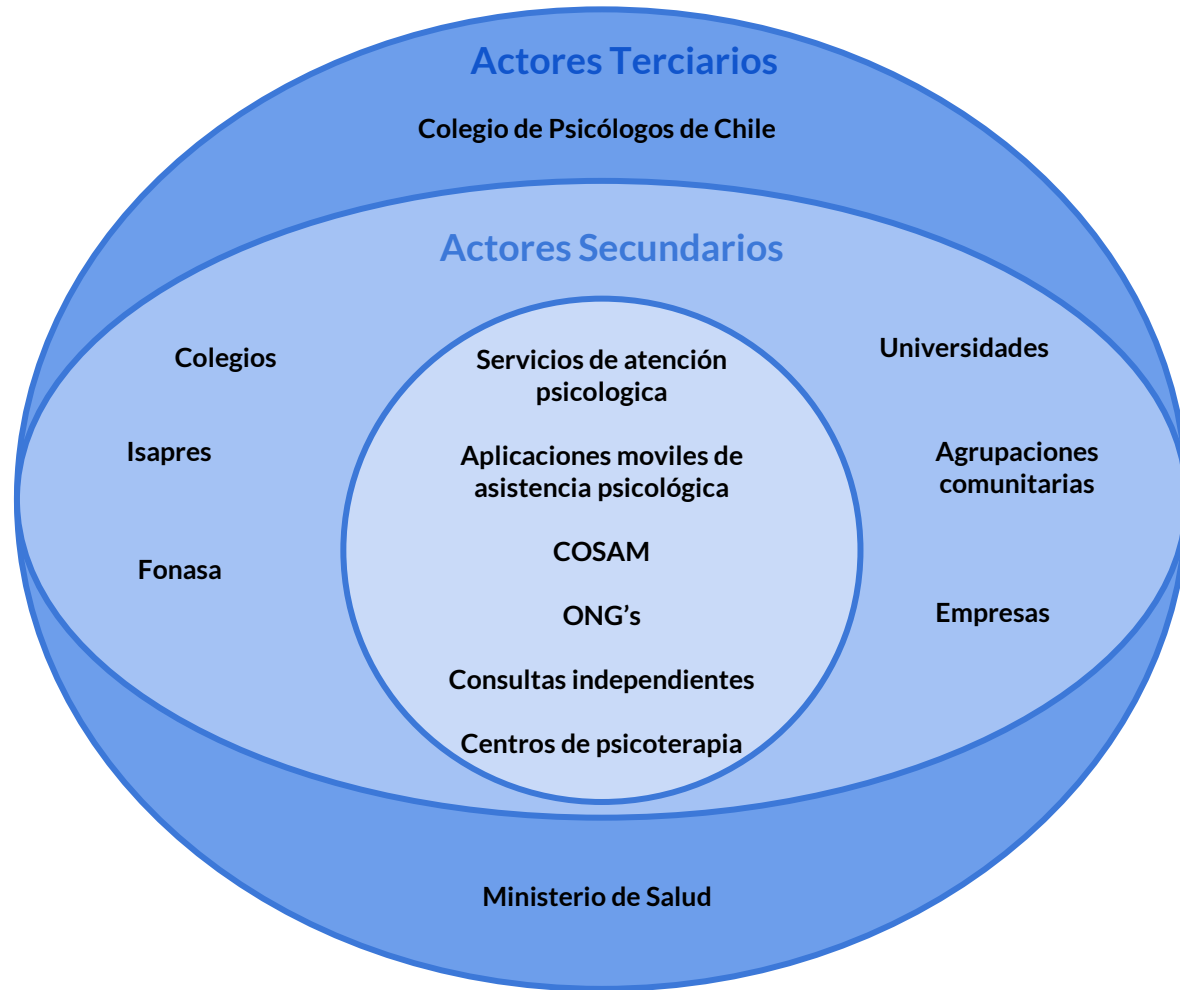 Actores Terciarios
Colegio de Psicólogos de Chile
Actores Secundarios
Colegios
Isapres
Fonasa
Servicios de atención
psicologica
Aplicaciones moviles de
asistencia psicológica
COSAM
ONG’s
Consultas independientes
Centros de psicoterapia
Universidades
Agrupaciones
comunitarias
Empresas
Ministerio de Salud